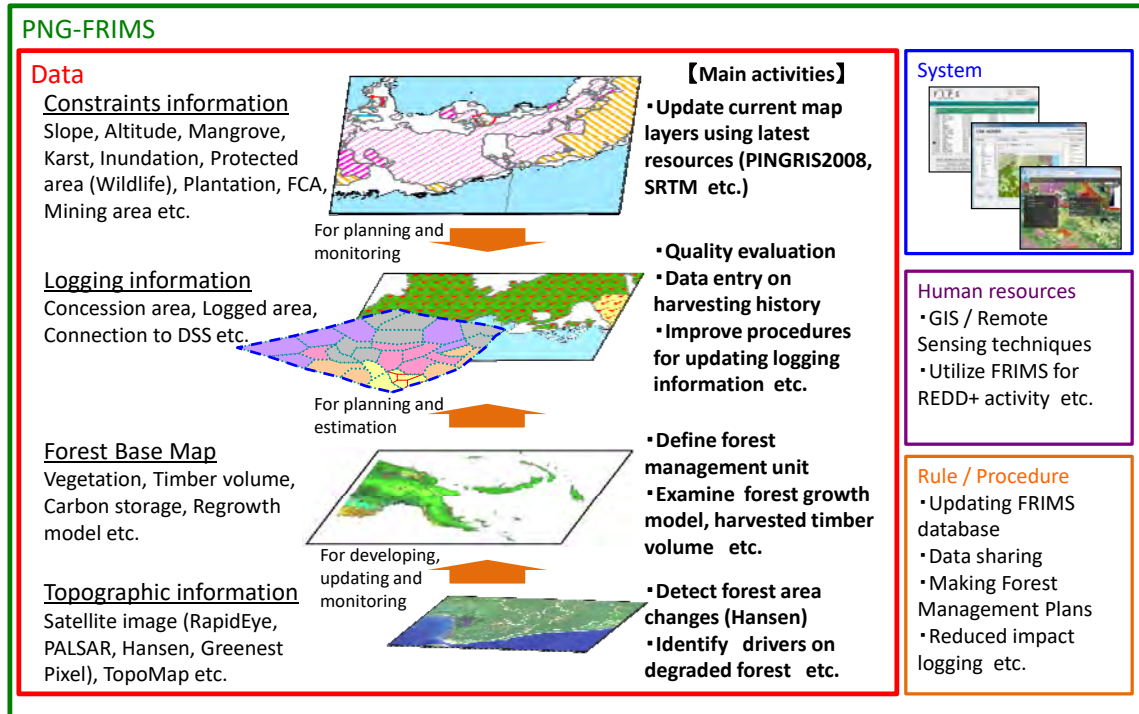 PNG-FRIMS
Data
Constraints information
Slope, Altitude, Mangrove,
Karst, Inundation, Protected
area (Wildlife), Plantation, FCA,
Mining area etc.
For planning and
monitoring
Logging information
Concession area, Logged area,
Connection to DSS etc.
For planning and
estimation
Forest Base Map
Vegetation, Timber volume,
Carbon storage, Regrowth
model etc.
For developing,
updating and
monitoring
Topographic information
Satellite image (RapidEye,
PALSAR, Hansen, Greenest
Pixel), TopoMap etc.
【Main activities】
・Update current map
layers using latest
resources (PINGRIS2008,
SRTM etc.)
・Quality evaluation
・Data entry on
harvesting history
・Improve procedures
for updating logging
information etc.
・Define forest
management unit
・Examine forest growth
model, harvested timber
volume etc.
・Detect forest area
changes (Hansen)
・Identify drivers on
degraded forest etc.
System
Human resources
・GIS / Remote
Sensing techniques
・Utilize FRIMS for
REDD+ activity etc.
Rule / Procedure
・Updating FRIMS
database
・Data sharing
・Making Forest
Management Plans
・Reduced impact
logging etc.